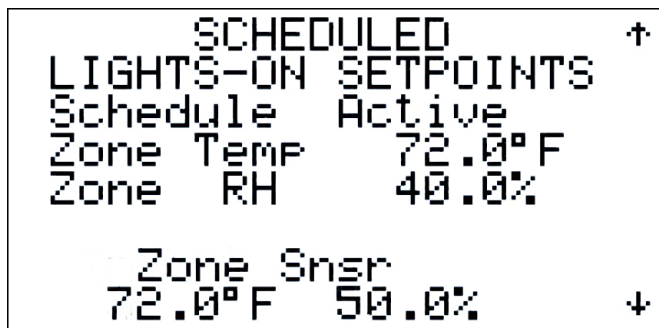 SCHEDULED ↑
LIGHTS-ON SETPOINTS
Schedule Active
Zone Temp 72.0°F
Zone RH 40.0%
Zone Snsr
72.0°F 50.0% ↓